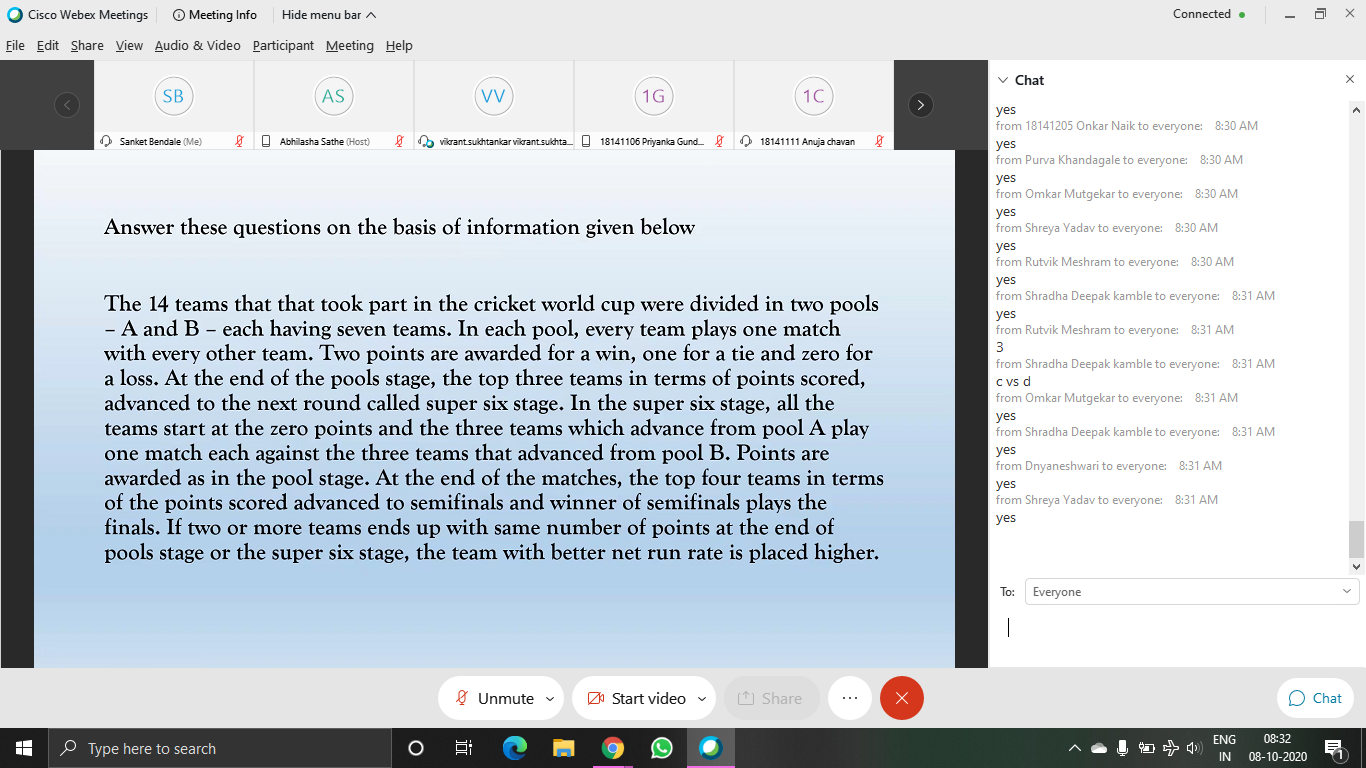 Cisco Webex Meetings
Meeting Info
Hide menu bar
Connected
File Edit Share View Audio & Video Participant Meeting Help
SB
AS
VV
1G
1C
Sanket Bendale (Me)
Abhilasha Sathe (Host)
vikrant.sukhtankar vikrant.sukhta...
18141106 Priyanka Gund...
18141111 Anuja chavan
Answer these questions on the basis of information given below
The 14 teams that that took part in the cricket world cup were divided in two pools
– A and B – each having seven teams. In each pool, every team plays one match
with every other team. Two points are awarded for a win, one for a tie and zero for
a loss. At the end of the pools stage, the top three teams in terms of points scored,
advanced to the next round called super six stage. In the super six stage, all the
teams start at the zero points and the three teams which advance from pool A play
one match each against the three teams that advanced from pool B. Points are
awarded as in the pool stage. At the end of the matches, the top four teams in terms
of the points scored advanced to semifinals and winner of semifinals plays the
finals. If two or more teams ends up with same number of points at the end of
pools stage or the super six stage, the team with better net run rate is placed higher.
Chat
yes
from 18141205 Onkar Naik to everyone: 8:30 AM
yes
from Purva Khandagale to everyone: 8:30 AM
yes
from Omkar Mutgekar to everyone: 8:30 AM
yes
from Shreya Yadav to everyone: 8:30 AM
yes
from Rutvik Meshram to everyone: 8:30 AM
yes
from Shradha Deepak kamble to everyone: 8:31 AM
yes
from Rutvik Meshram to everyone: 8:31 AM
3
from Shradha Deepak kamble to everyone: 8:31 AM
c vs d
from Omkar Mutgekar to everyone: 8:31 AM
yes
from Shradha Deepak kamble to everyone: 8:31 AM
yes
from Dnyaneshwari to everyone: 8:31 AM
yes
from Shreya Yadav to everyone: 8:31 AM
yes
To: Everyone
Unmute
Start video
Share
Chat
Type here to search
ENG
IN
08:32
08-10-2020
1